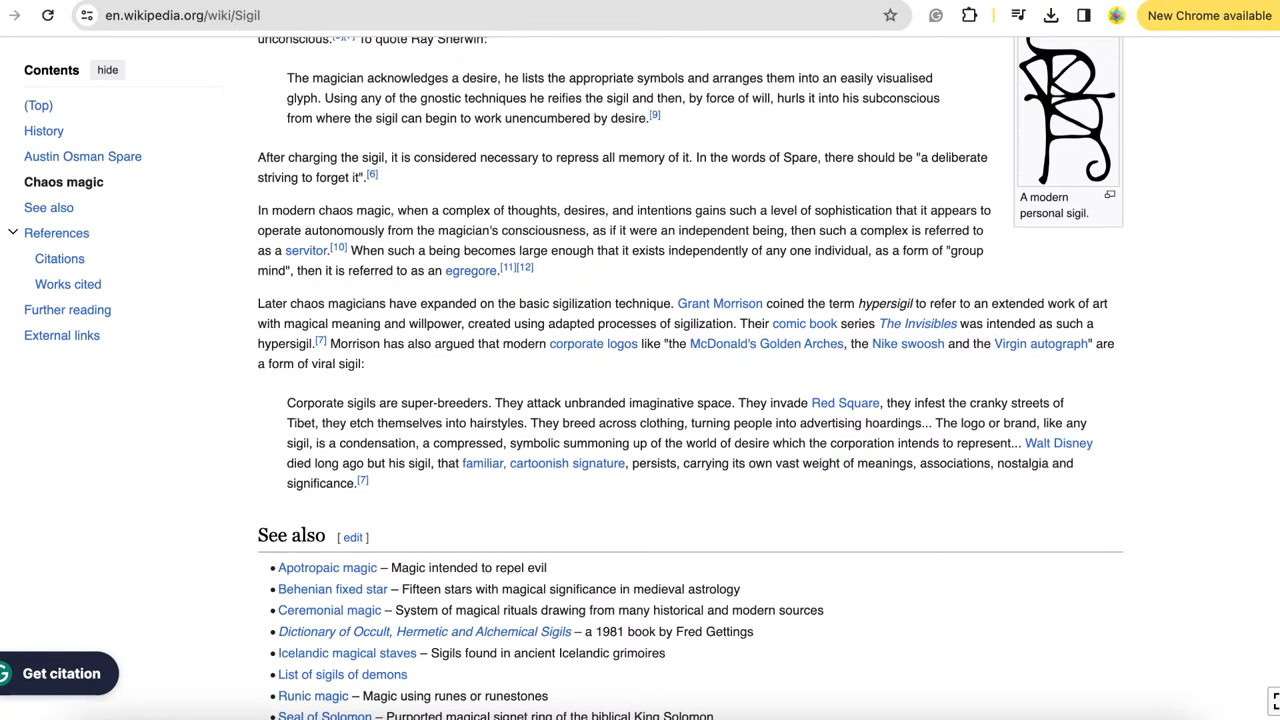 en.wikipedia.org/wiki/Sigil
New Chrome available
Contents hide
(Top)
History
Austin Osman Spare
Chaos magic
See also
References
Citations
Works cited
Further reading
External links
Get citation
unconscious. To quote Ray Sherwin:
The magician acknowledges a desire, he lists the appropriate symbols and arranges them into an easily visualised
glyph. Using any of the gnostic techniques he reifies the sigil and then, by force of will, hurls it into his subconscious
from where the sigil can begin to work unencumbered by desire.[9]
After charging the sigil, it is considered necessary to repress all memory of it. In the words of Spare, there should be "a deliberate
striving to forget it".[6]
A modern
personal sigil.
In modern chaos magic, when a complex of thoughts, desires, and intentions gains such a level of sophistication that it appears to
operate autonomously from the magician's consciousness, as if it were an independent being, then such a complex is referred to
as a servitor.[10] When such a being becomes large enough that it exists independently of any one individual, as a form of "group
mind", then it is referred to as an egregore.[11][12]
Later chaos magicians have expanded on the basic sigilization technique. Grant Morrison coined the term hypersigil to refer to an extended work of art
with magical meaning and willpower, created using adapted processes of sigilization. Their comic book series The Invisibles was intended as such a
hypersigil.[7] Morrison has also argued that modern corporate logos like "the McDonald's Golden Arches, the Nike swoosh and the Virgin autograph" are
a form of viral sigil:
Corporate sigils are super-breeders. They attack unbranded imaginative space. They invade Red Square, they infest the cranky streets of
Tibet, they etch themselves into hairstyles. They breed across clothing, turning people into advertising hoardings... The logo or brand, like any
sigil, is a condensation, a compressed, symbolic summoning up of the world of desire which the corporation intends to represent... Walt Disney
died long ago but his sigil, that familiar, cartoonish signature, persists, carrying its own vast weight of meanings, associations, nostalgia and
significance.[7]
See also [ edit ]
• Apotropaic magic – Magic intended to repel evil
• Behenian fixed star – Fifteen stars with magical significance in medieval astrology
• Ceremonial magic – System of magical rituals drawing from many historical and modern sources
• Dictionary of Occult, Hermetic and Alchemical Sigils – a 1981 book by Fred Gettings
• Icelandic magical staves – Sigils found in ancient Icelandic grimoires
• List of sigils of demons
• Runic magic – Magic using runes or runestones
• Seal of Solomon – Purported magical signet ring of the biblical King Solomon